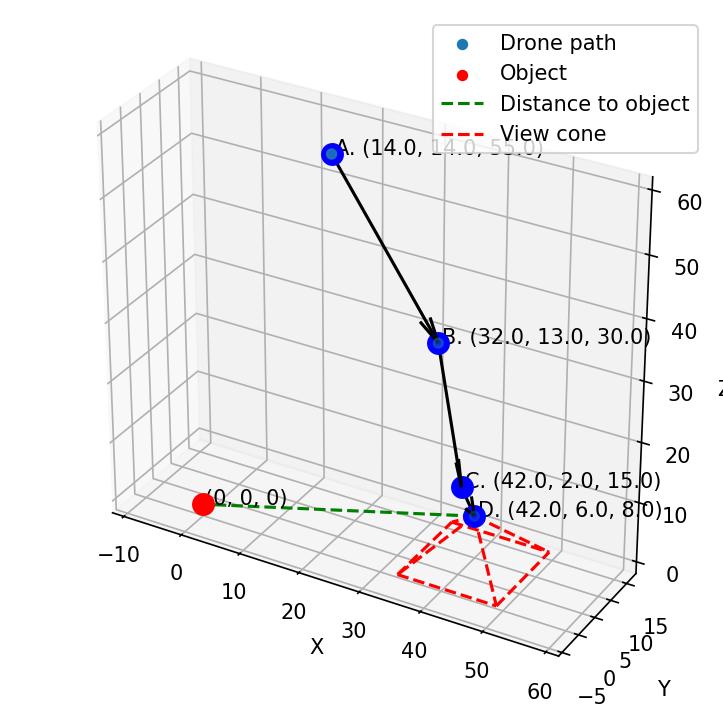 Drone path
Object
Distance to object
View cone
A. (14.0, 14.0, 55.0)
B. (32.0, 13.0, 30.0)
C. (42.0, 2.0, 15.0)
D. (42.0, 6.0, 8.0)
(0, 0, 0)
60
50
40
30
20
10
0
Z
−10
0
10
20
30
40
50
60
X
15
10
5
0
−5
Y